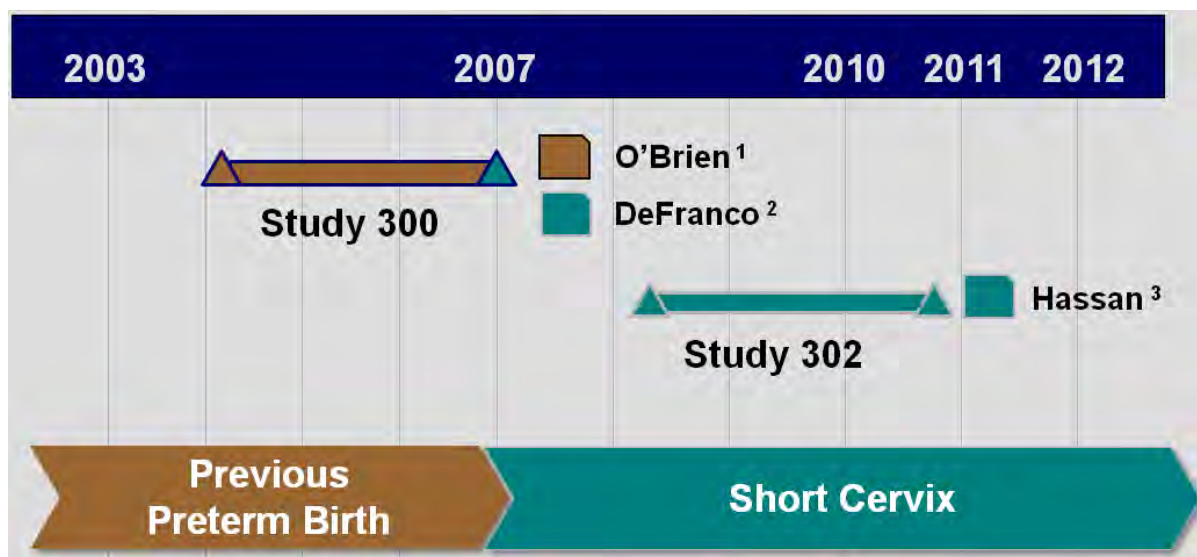 2003 2007 2010 2011 2012
O'Brien 1
Study 300
DeFranco 2
Hassan 3
Study 302
Previous
Preterm Birth
Short Cervix